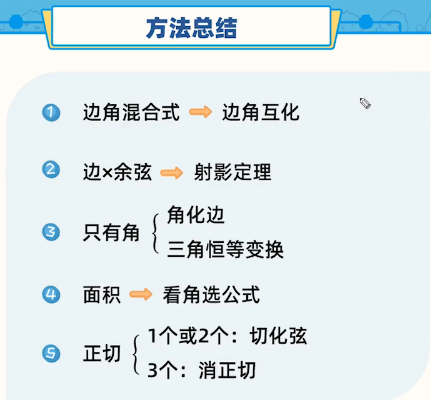 方法总结
1 边角混合式 → 边角互化
2 边×余弦 → 射影定理
3 只有角 { 角化边
三角恒等变换
4 面积 → 看角选公式
5 正切 { 1个或2个：切化弦
3个：消正切